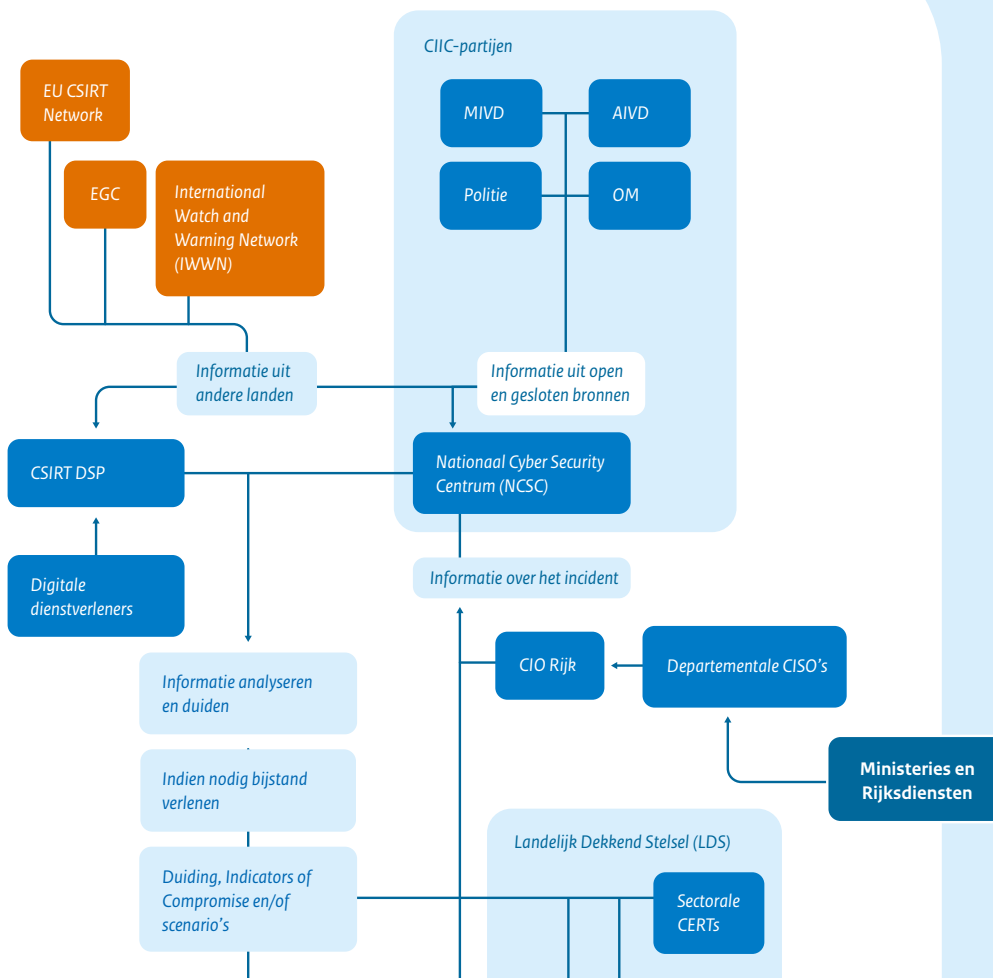 CIIC-partijen
EU CSIRT
Network
MIVD
AIVD
EGC
International
Watch and
Warning Network
(IWWN)
Politie
OM
Informatie uit
andere landen
Informatie uit open
en gesloten bronnen
CSIRT DSP
Nationaal Cyber Security
Centrum (NCSC)
Digitale
dienstverleners
Informatie over het incident
CIO Rijk
Departementale CISO's
Informatie analyseren
en duiden
Ministeries en
Rijksdiensten
Indien nodig bijstand
verlenen
Landelijk Dekkend Stelsel (LDS)
Duiding, Indicators of
Compromise en/of
scenario's
Sectorale
CERTs